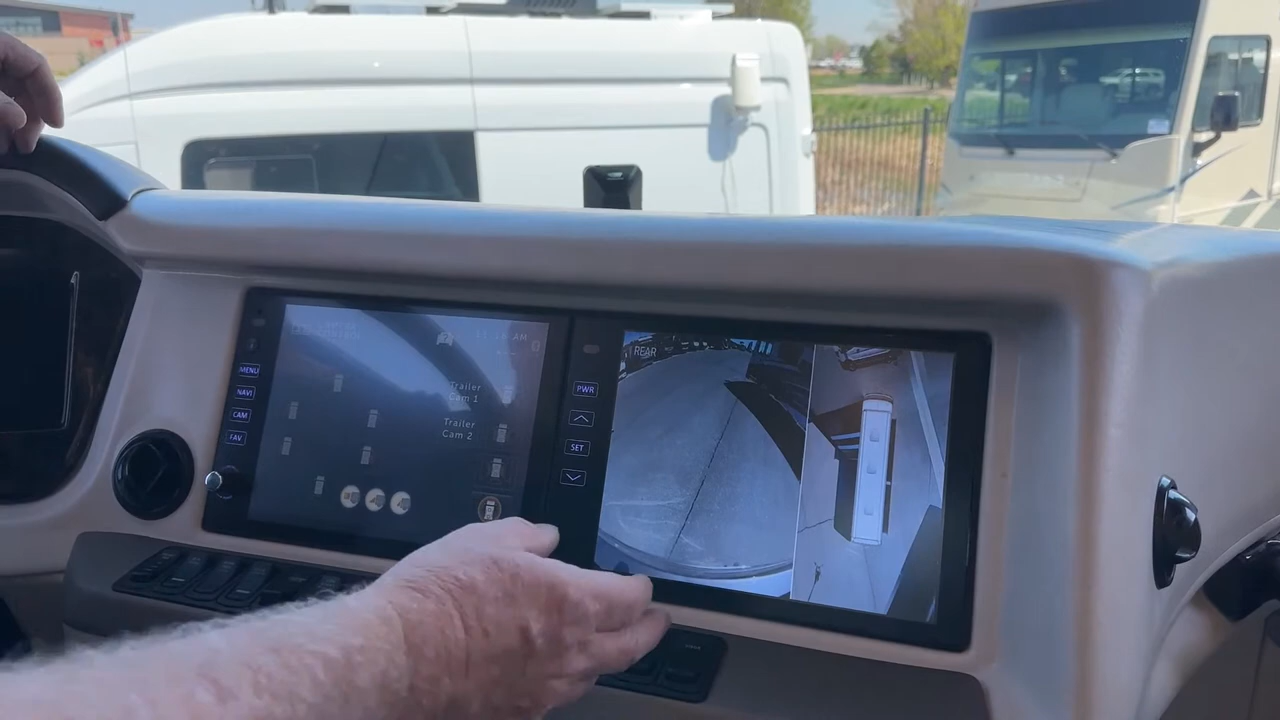 MENU
NAVI
CAM
FAV
Trailer
Cam 1
Trailer
Cam 2
PWR
SET
REAR